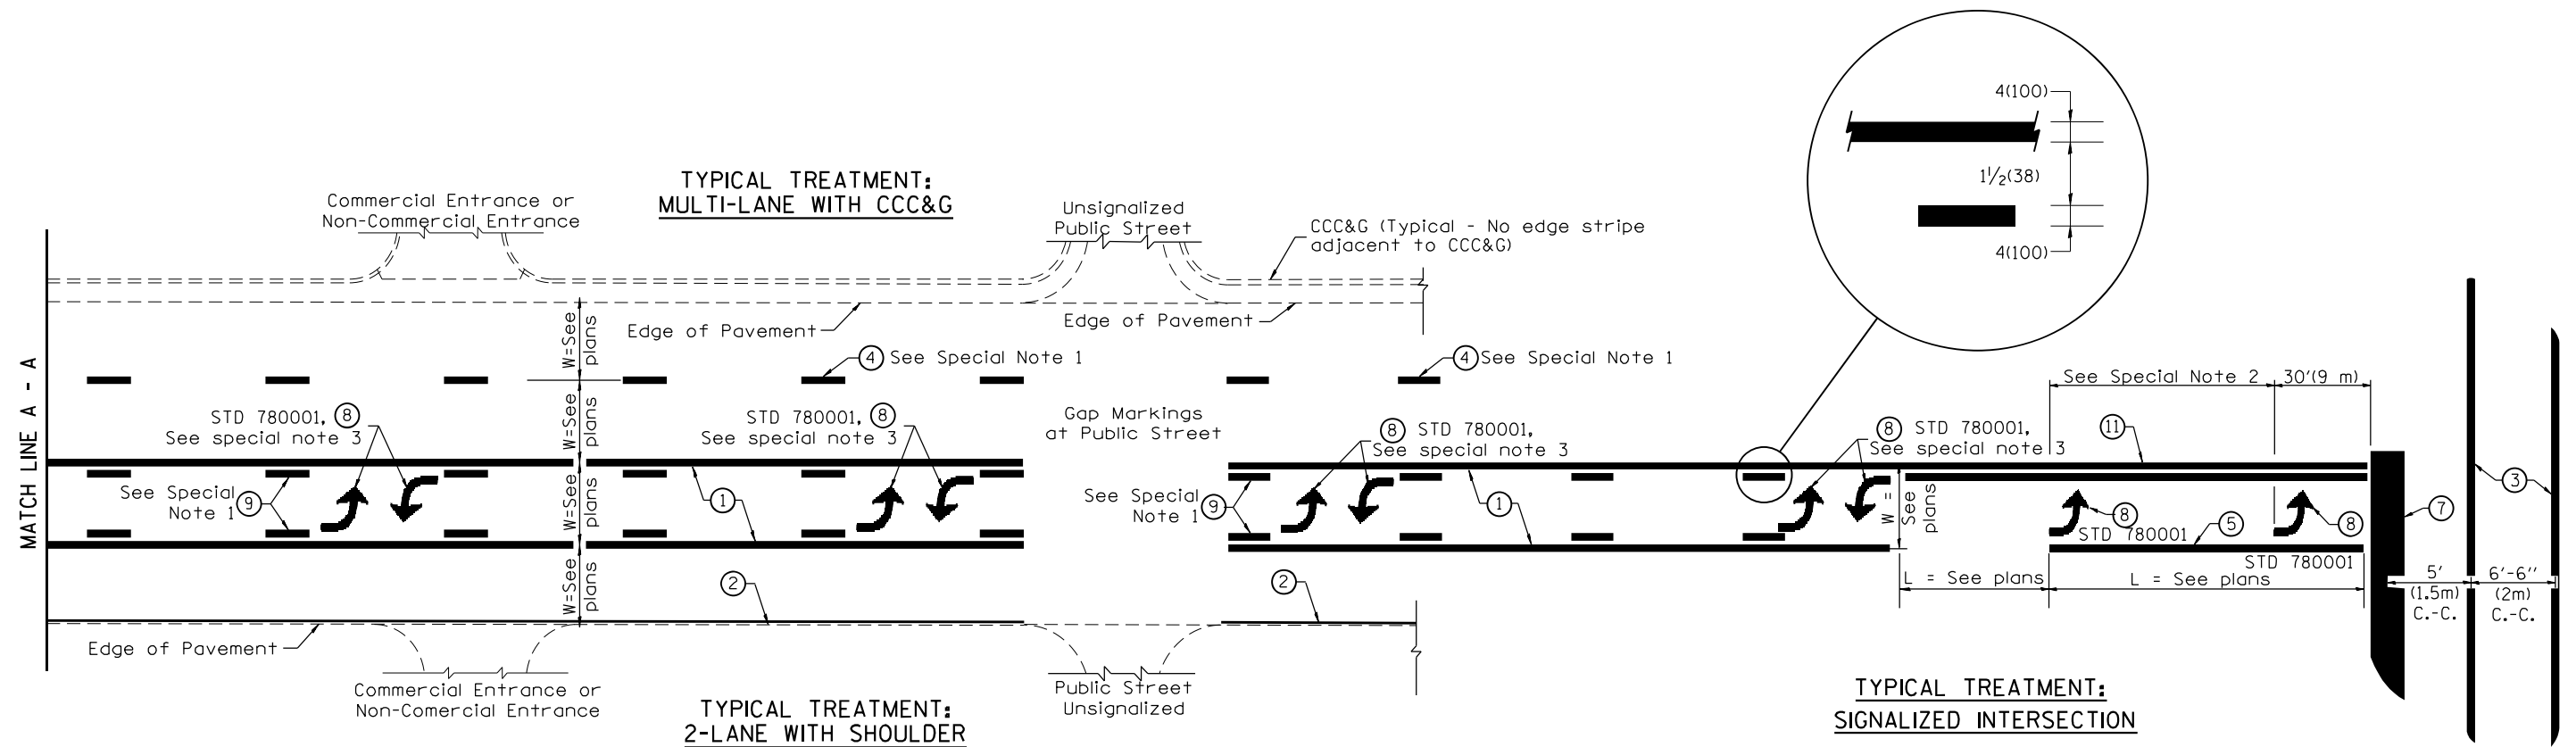 TYPICAL TREATMENT:
MULTI-LANE WITH CCC&G
Commercial Entrance or
Non-Commercial Entrance
Unsignalized
Public Street
CCC&G (Typical - No edge stripe
adjacent to CCC&G)
4(100)
1 1/2(38)
4(100)
Edge of Pavement
Edge of Pavement
MATCH LINE A - A
W=See
plans
W=See
plans
W=See
plans
W=See
plans
4 See Special Note 1
4 See Special Note 1
STD 780001, 8
See special note 3
STD 780001, 8
See special note 3
Gap Markings
at Public Street
8 STD 780001,
See special note 3
8 STD 780001,
See special note 3
See Special Note 2
30'(9 m)
11
See Special
Note 1
9
1
See Special
Note 1
9
1
W =
See
plans
8
STD 780001
5
8
STD 780001
7
3
2
2
L = See plans
L = See plans
5'
(1.5m)
C.-C.
6'-6"
(2m)
C.-C.
Edge of Pavement
Commercial Entrance or
Non-Comercial Entrance
Public Street
Unsignalized
TYPICAL TREATMENT:
2-LANE WITH SHOULDER
TYPICAL TREATMENT:
SIGNALIZED INTERSECTION